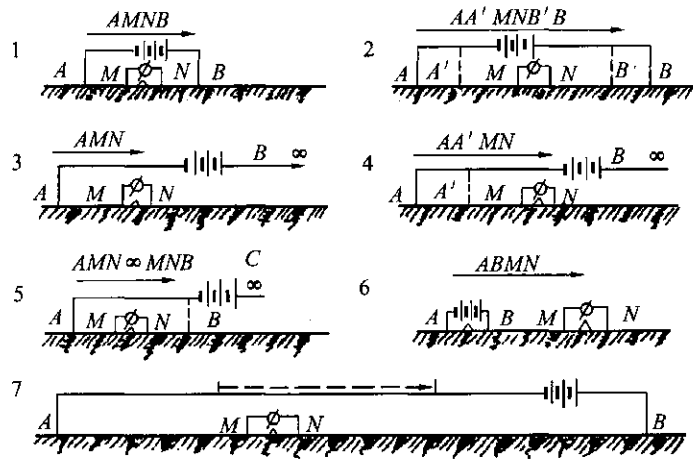 1 AMNB
A M N B
2 AA' MNB' B
A A' M N B' B
3 AMN
B ∞
A M N
4 AA' MN
B ∞
A A' M N
5 AMN ∞ MNB C
∞
A M N B
6 ABMN
A B M N
7
A M N B